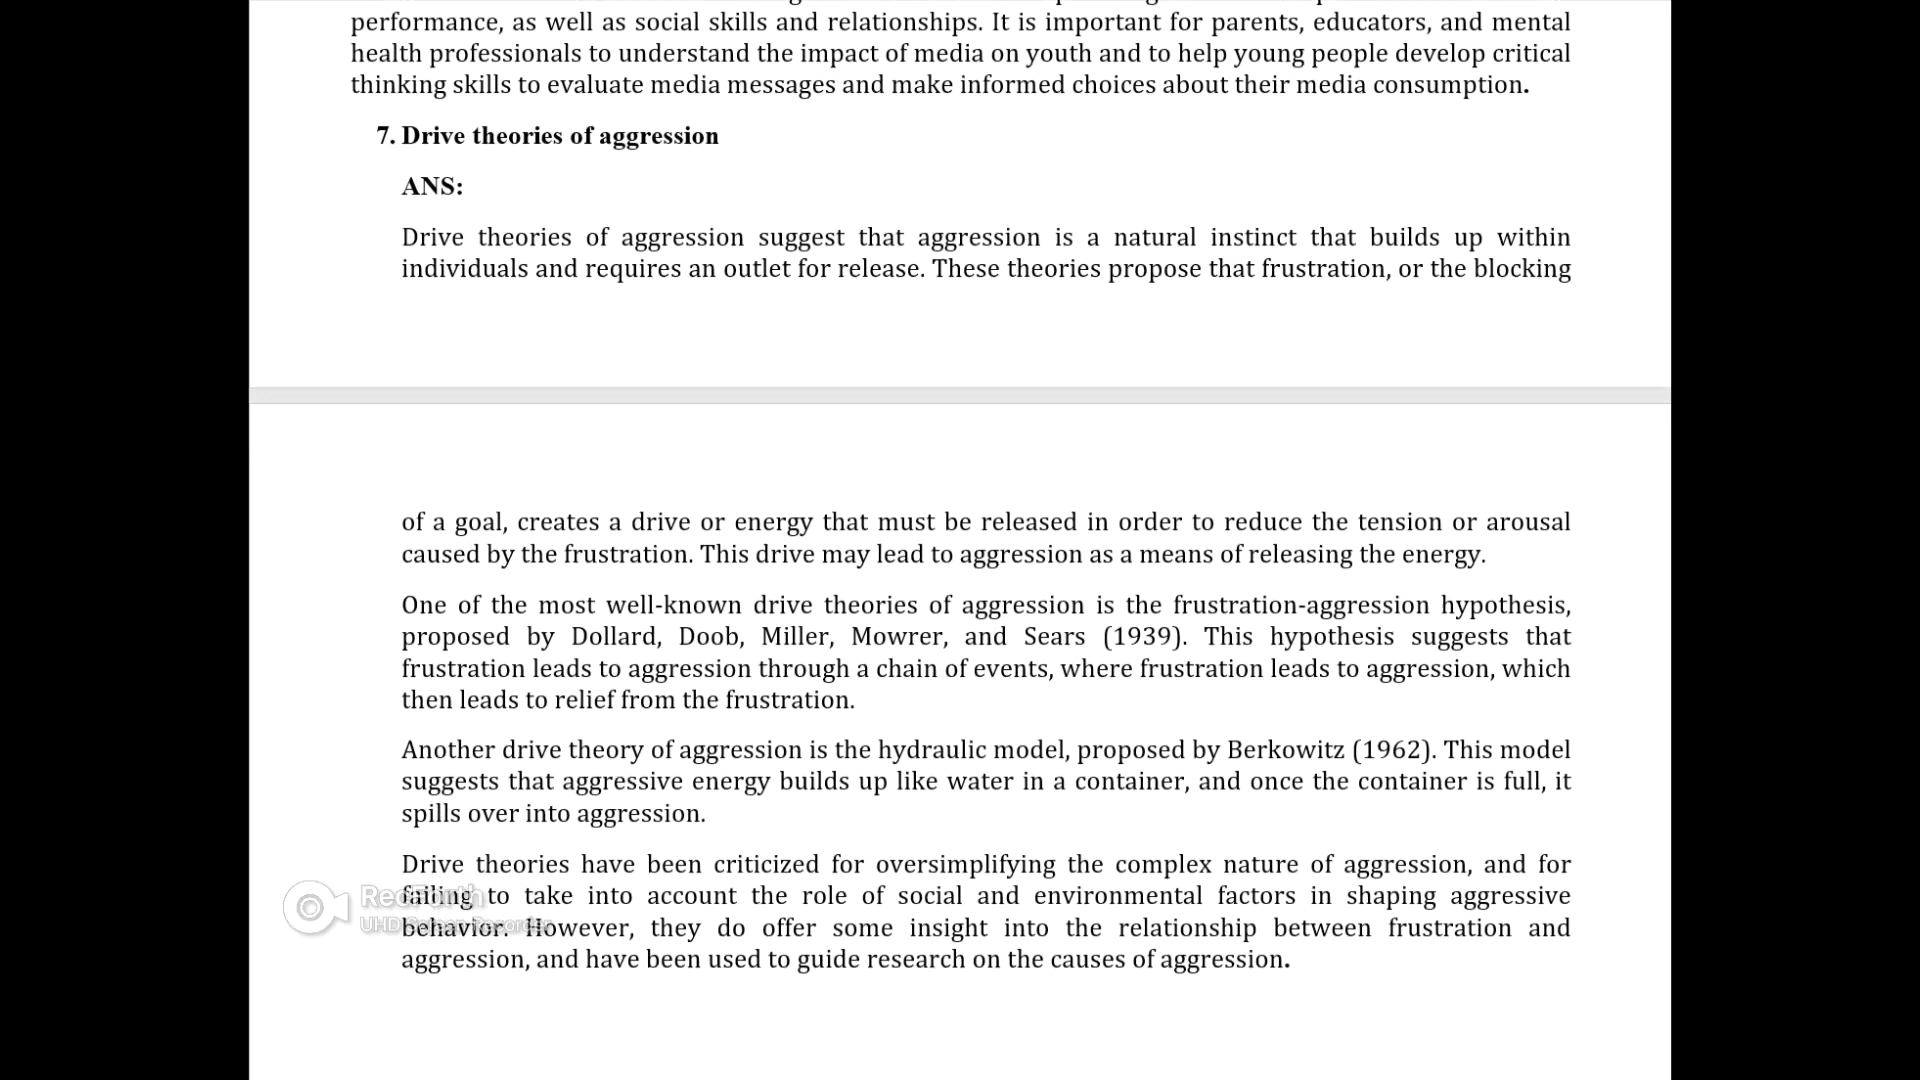 performance, as well as social skills and relationships. It is important for parents, educators, and mental
health professionals to understand the impact of media on youth and to help young people develop critical
thinking skills to evaluate media messages and make informed choices about their media consumption.
7. Drive theories of aggression
ANS:
Drive theories of aggression suggest that aggression is a natural instinct that builds up within
individuals and requires an outlet for release. These theories propose that frustration, or the blocking
of a goal, creates a drive or energy that must be released in order to reduce the tension or arousal
caused by the frustration. This drive may lead to aggression as a means of releasing the energy.
One of the most well-known drive theories of aggression is the frustration-aggression hypothesis,
proposed by Dollard, Doob, Miller, Mowrer, and Sears (1939). This hypothesis suggests that
frustration leads to aggression through a chain of events, where frustration leads to aggression, which
then leads to relief from the frustration.
Another drive theory of aggression is the hydraulic model, proposed by Berkowitz (1962). This model
suggests that aggressive energy builds up like water in a container, and once the container is full, it
spills over into aggression.
Drive theories have been criticized for oversimplifying the complex nature of aggression, and for
failing to take into account the role of social and environmental factors in shaping aggressive
behavior. However, they do offer some insight into the relationship between frustration and
aggression, and have been used to guide research on the causes of aggression.
RecForth
UHD Screen Recorder